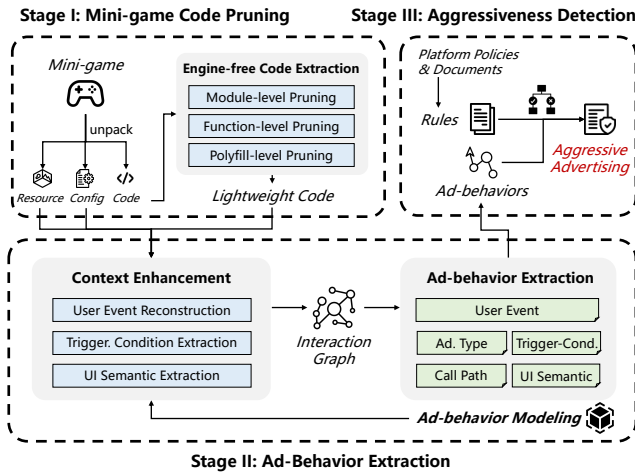 Stage I: Mini-game Code Pruning
Mini-game
unpack
Resource
Config
Code
Engine-free Code Extraction
Module-level Pruning
Function-level Pruning
Polyfill-level Pruning
Lightweight Code
Stage III: Aggressiveness Detection
Platform Policies
& Documents
Rules
Ad-behaviors
Aggressive
Advertising
Context Enhancement
User Event Reconstruction
Trigger. Condition Extraction
UI Semantic Extraction
Interaction
Graph
Ad-behavior Extraction
User Event
Ad. Type
Trigger-Cond.
Call Path
UI Semantic
Ad-behavior Modeling
Stage II: Ad-Behavior Extraction